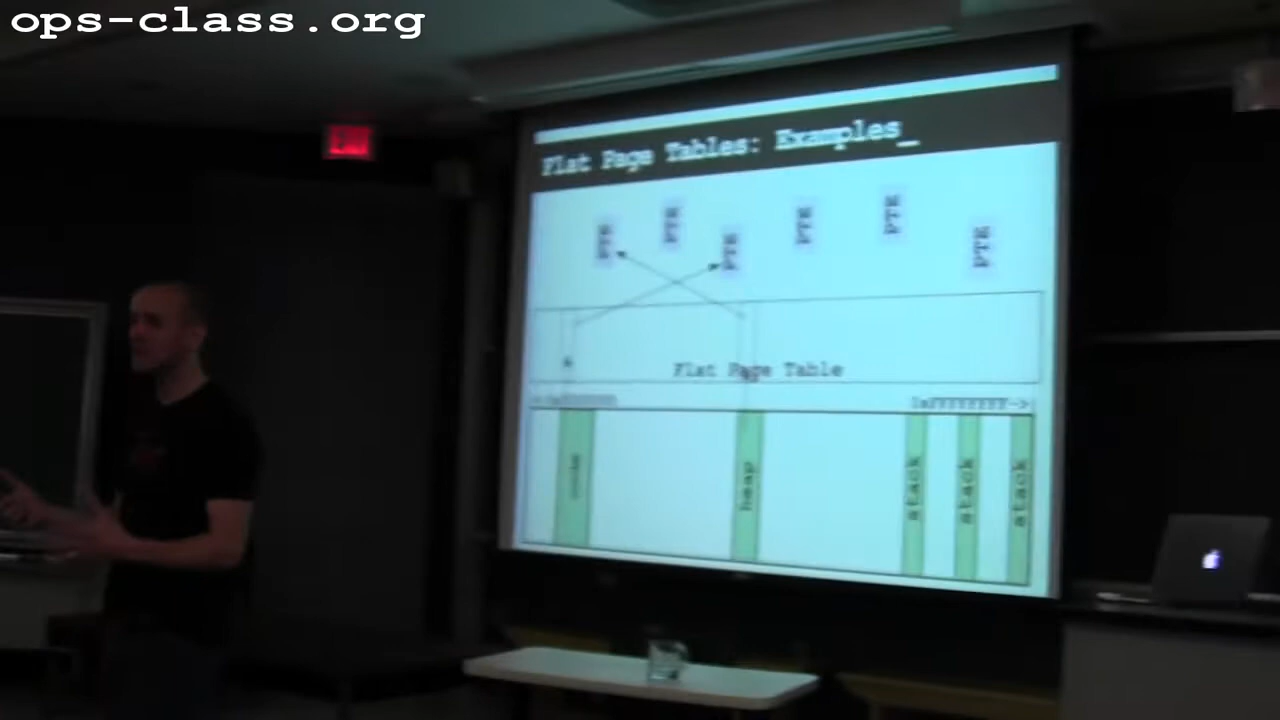 ops-class.org
Flat Page Tables: Examples_
PTE
PTE
PTE
PTE
PTE
PTE
Flat Page Table
code
heap
stack
stack
stack